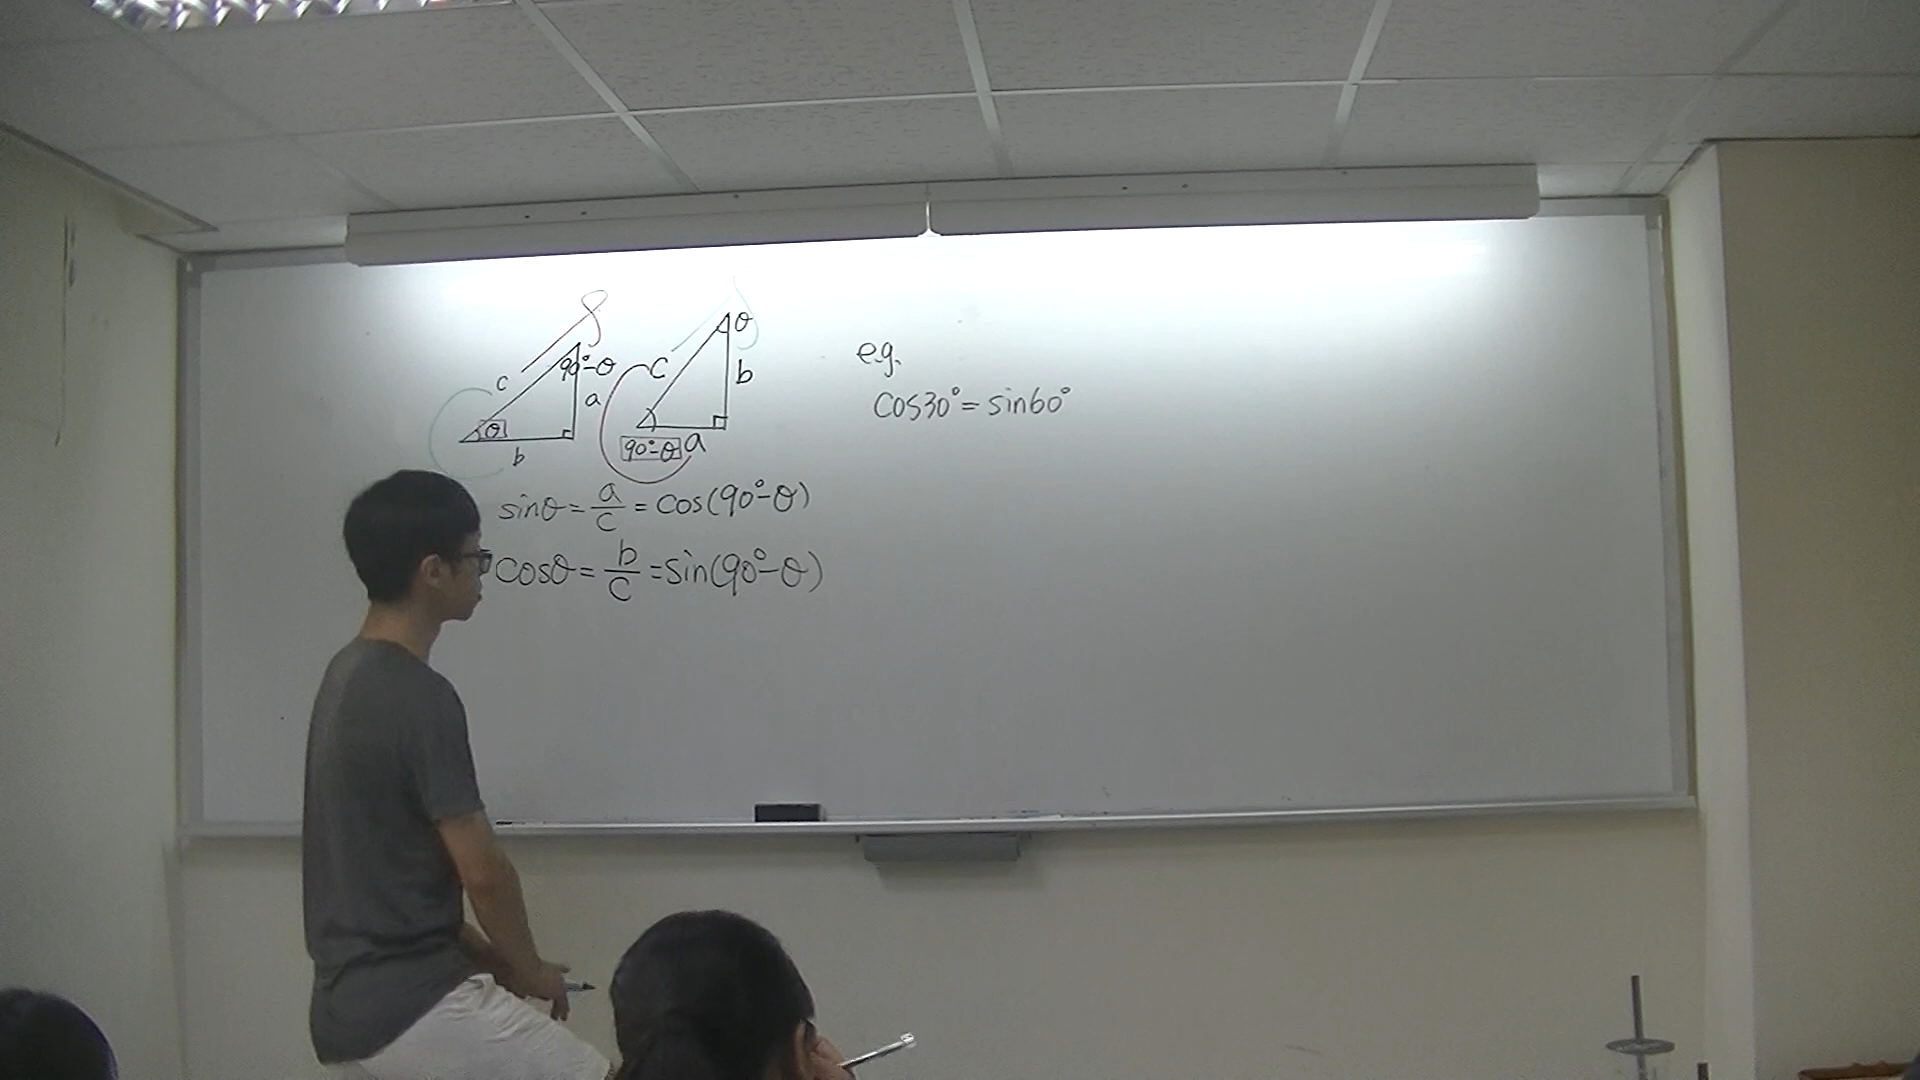 c
90°-θ
a
θ
b
θ
C
b
90°-θ
a
sinθ = a/c = cos(90°-θ)
cosθ = b/c = sin(90°-θ)
e.g.
cos30° = sin60°